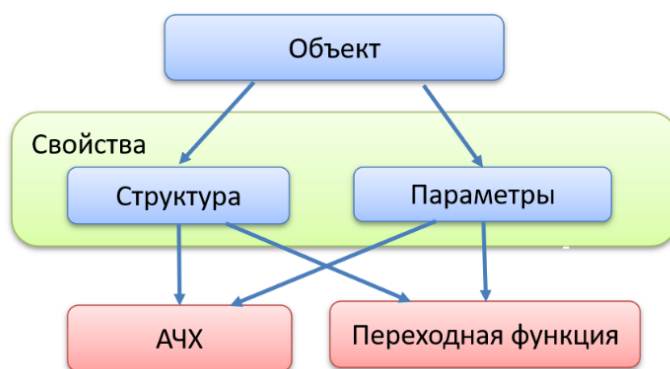 Объект
Свойства
Структура
Параметры
АЧХ
Переходная функция